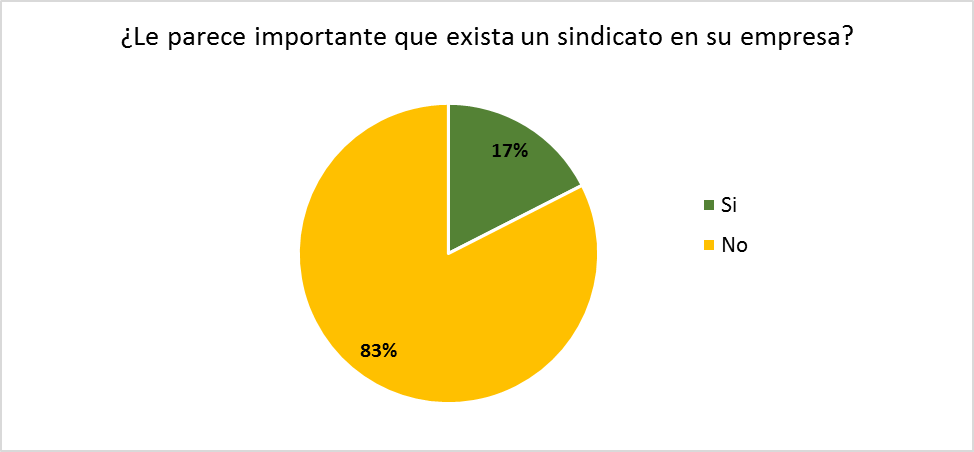 ¿Le parece importante que exista un sindicato en su empresa?
17%
Si
No
83%